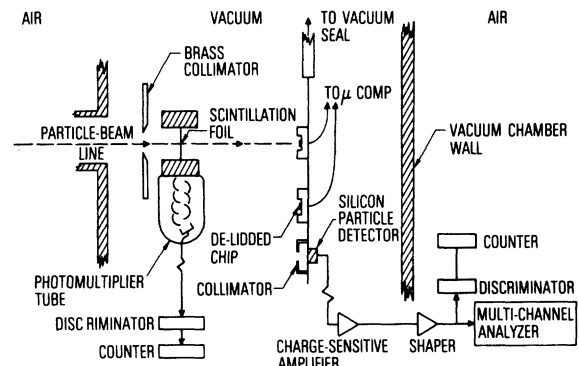 AIR
VACUUM
TO VACUUM
SEAL
AIR
BRASS
COLLIMATOR
SCINTILLATION
FOIL
TO μ COMP
PARTICLE-BEAM
LINE
VACUUM CHAMBER
WALL
DE-LIDDED
CHIP
SILICON
PARTICLE
DETECTOR
COLLIMATOR
PHOTOMULTIPLIER
TUBE
COUNTER
DISCRIMINATOR
DISC RIMINATOR
COUNTER
CHARGE-SENSITIVE
AMPLIFIER
SHAPER
MULTI-CHANNEL
ANALYZER